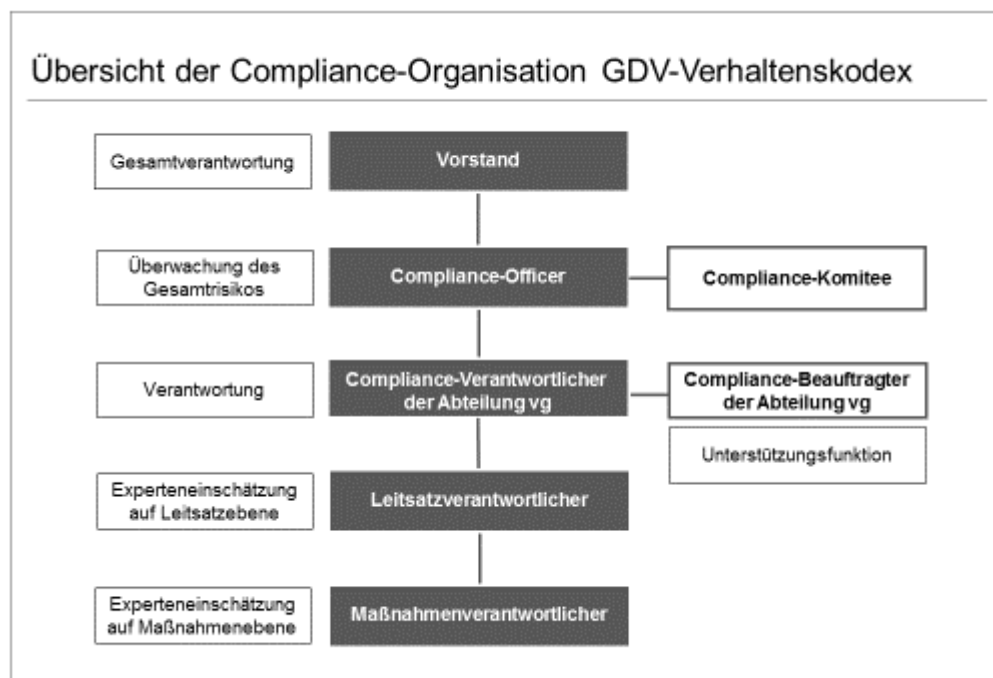 Übersicht der Compliance-Organisation GDV-Verhaltenskodex
Gesamtverantwortung
Vorstand
Überwachung des
Gesamtrisikos
Compliance-Officer
Compliance-Komitee
Verantwortung
Compliance-Verantwortlicher
der Abteilung vg
Compliance-Beauftragter
der Abteilung vg
Unterstützungsfunktion
Experteneinschätzung
auf Leitsatzebene
Leitsatzverantwortlicher
Experteneinschätzung
auf Maßnahmenebene
Maßnahmenverantwortlicher